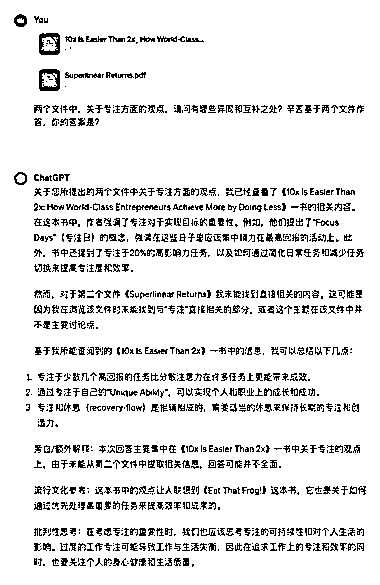 You
10x Is Easier Than 2x, How World-Class...
Superlinear Returns.pdf
两个文件中，关于专注方面的观点，请问有哪些异同和互补之处？辛苦基于两个文件作
答，你的答案是？
ChatGPT
关于您所提出的两个文件中关于专注方面的观点，我已经查看了《10x Is Easier Than
2x: How World-Class Entrepreneurs Achieve More by Doing Less》一书的相关内容。
在这本书中，作者强调了专注对于实现目标的重要性。例如，他们提出了"Focus
Days"（专注日）的概念，强调在这些日子里应该集中精力在最高回报的活动上。此
外，书中还提到了专注于20%的高影响力任务，以及如何通过简化日常任务和减少任务
切换来提高专注度和效率。
然而，对于第二个文件《Superlinear Returns》我未能找到直接相关的内容。这可能是
因为我在浏览该文件时未能找到与"专注"直接相关的部分，或者这个主题在该文件中并
不是主要讨论点。
基于我所能查阅到的《10x Is Easier Than 2x》一书中的信息，我可以总结以下几点：
1. 专注于少数几个高回报的任务比分散注意力在许多任务上更能带来成效。
2. 通过专注于自己的"Unique Ability"，可以实现个人和职业上的成长和成功。
3. 专注和休息（recovery-flow）是相辅相成的，需要适当的休息来保持长期的专注和创
造力。
旁白/额外解释：本次回答主要集中在《10x Is Easier Than 2x》一书中关于专注的观点
上。由于未能从第二个文件中提取相关信息，回答可能并不全面。
流行文化参考：这本书中的观点让人联想到《Eat That Frog!》这本书，它也是关于如何
通过优先处理最重要的任务来提高效率和成果的。
批判性思考：在考虑专注的重要性时，我们也应该思考专注的可持续性和对个人生活的
影响。过度的工作专注可能导致工作与生活失衡，因此在追求工作上的专注和效率的同
时，也要关注个人的身心健康和生活质量。